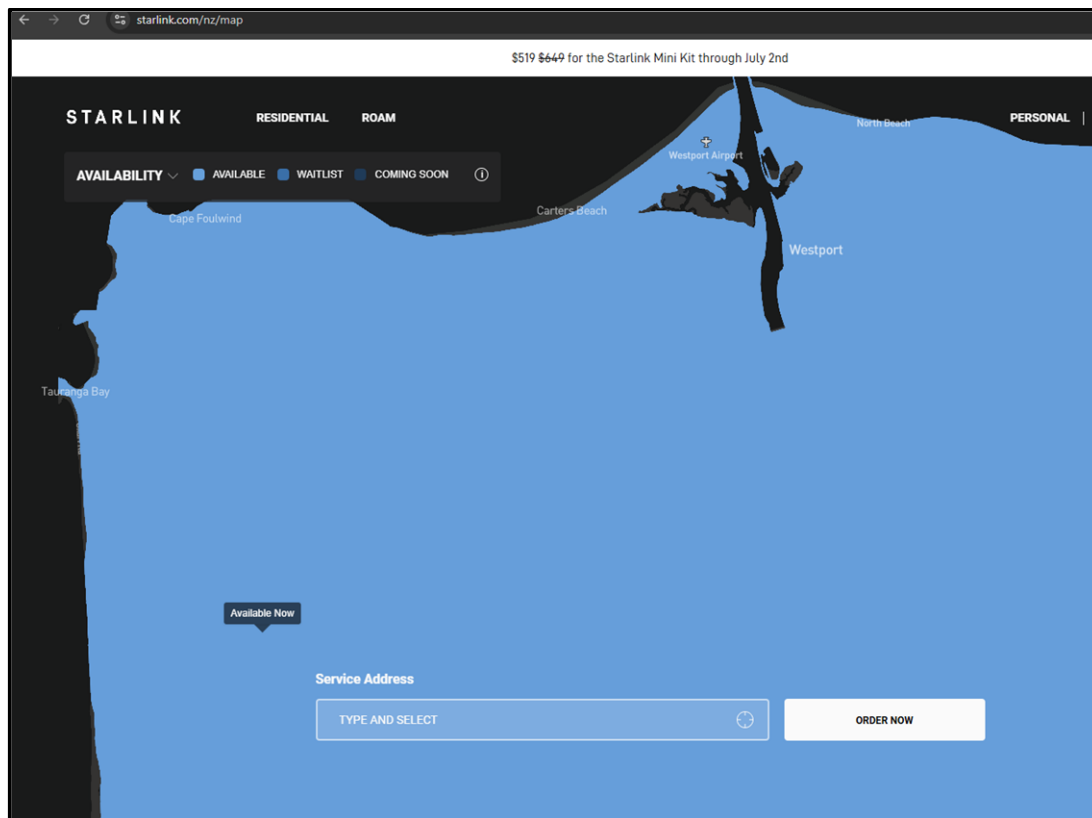 starlink.com/nz/map
$519 $649 for the Starlink Mini Kit through July 2nd
STARLINK RESIDENTIAL ROAM PERSONAL
North Beach
Westport Airport
AVAILABILITY AVAILABLE WAITLIST COMING SOON
Cape Foulwind
Carters Beach
Westport
Tauranga Bay
Available Now
Service Address
TYPE AND SELECT
ORDER NOW